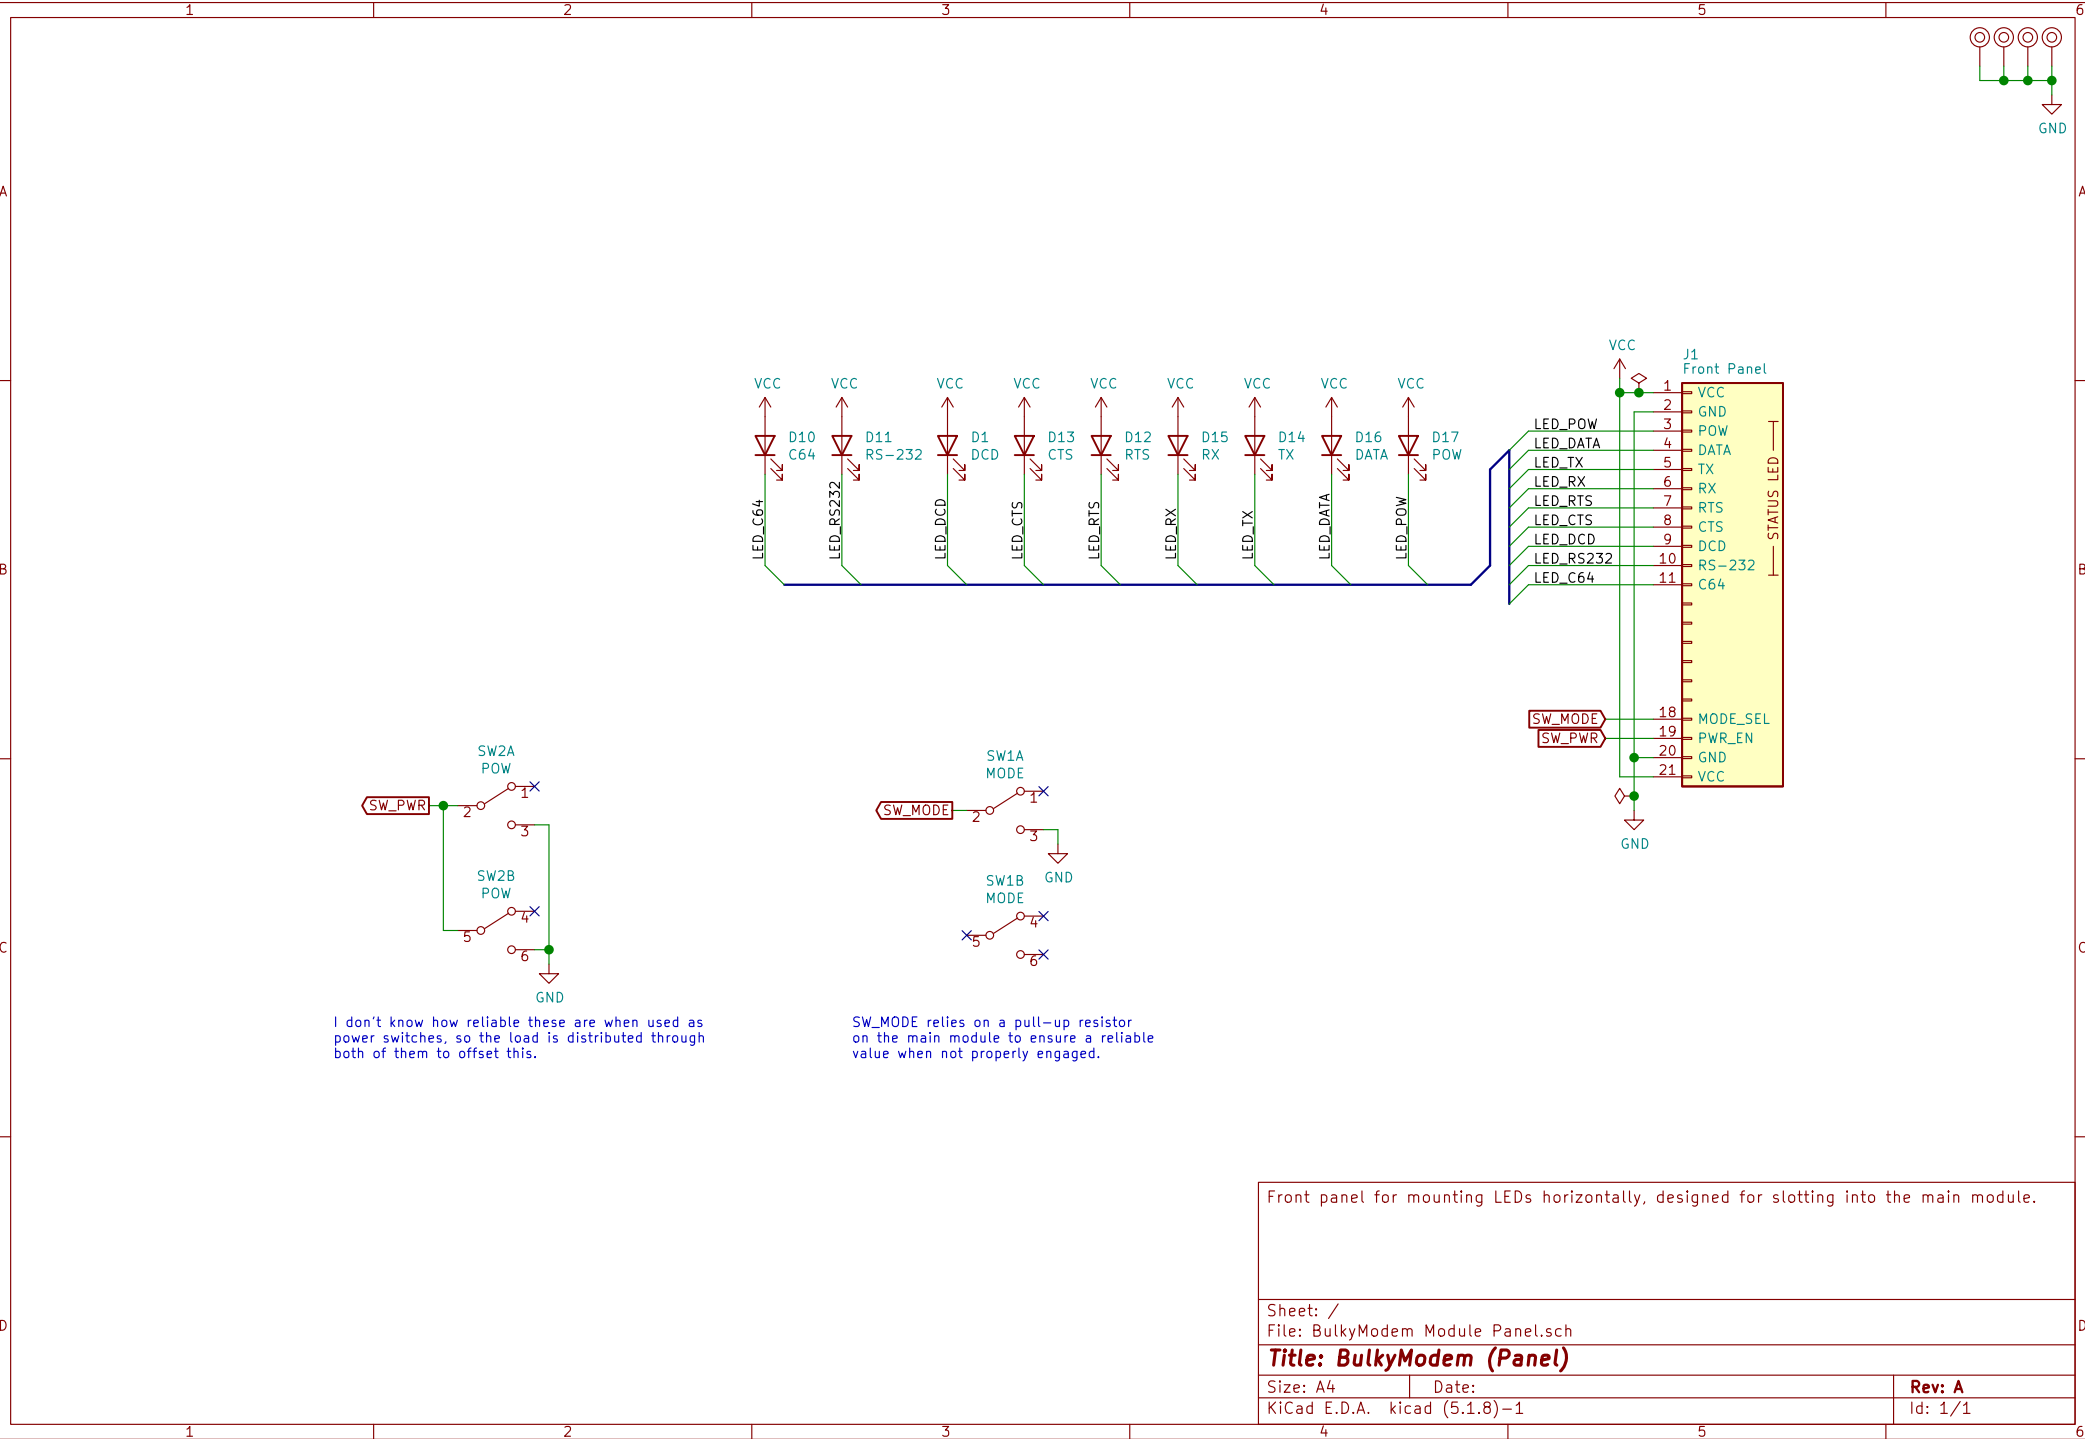 1 2 3 4 5 6
GND
A A
VCC
J1
Front Panel
VCC VCC VCC VCC VCC VCC VCC VCC VCC
D10 D11 D1 D13 D12 D15 D14 D16 D17
C64 RS-232 DCD CTS RTS RX TX DATA POW
LED_C64 LED_RS232 LED_DCD LED_CTS LED_RTS LED_RX LED_TX LED_DATA LED_POW
1 VCC
2 GND
LED_POW 3 POW
LED_DATA 4 DATA
LED_TX 5 TX
LED_RX 6 RX
LED_RTS 7 RTS
LED_CTS 8 CTS
LED_DCD 9 DCD
LED_RS232 10 RS-232
LED_C64 11 C64
STATUS LED
B B
SW_MODE 18 MODE_SEL
SW_PWR 19 PWR_EN
20 GND
21 VCC
GND
SW2A
POW
SW_PWR
2 1 3
SW2B
POW
5 4 6
GND
SW1A
MODE
SW_MODE
2 1 3
GND
SW1B
MODE
5 4 6
C C
I don't know how reliable these are when used as
power switches, so the load is distributed through
both of them to offset this.
SW_MODE relies on a pull-up resistor
on the main module to ensure a reliable
value when not properly engaged.
Front panel for mounting LEDs horizontally, designed for slotting into the main module.
Sheet: /
File: BulkyModem Module Panel.sch
D D
Title: BulkyModem (Panel)
Size: A4 Date: Rev: A
KiCad E.D.A. kicad (5.1.8)-1 Id: 1/1
1 2 3 4 5 6